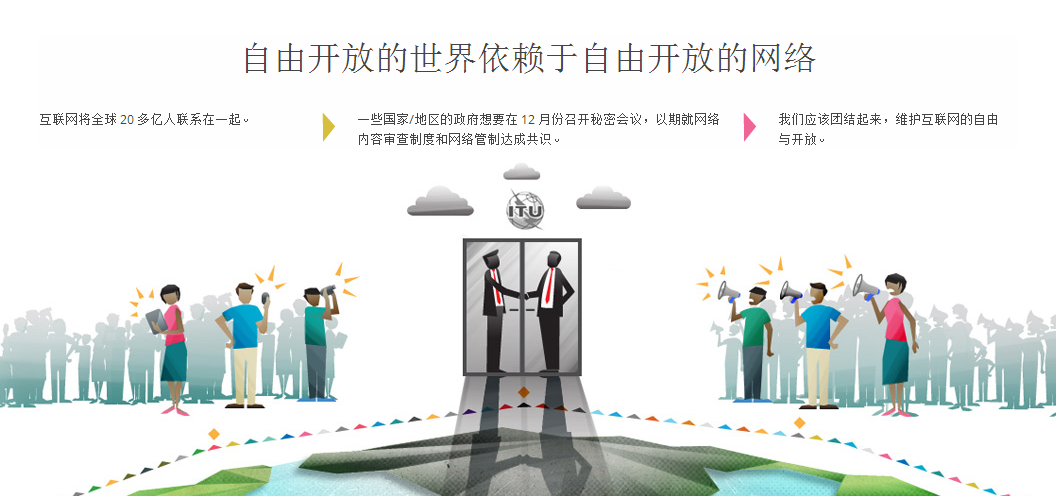 自由开放的世界依赖于自由开放的网络
互联网将全球 20 多亿人联系在一起。
一些国家/地区的政府想要在 12 月份召开秘密会议，以期就网络
内容审查制度和网络管制达成共识。
我们应该团结起来，维护互联网的自由
与开放。
ITU